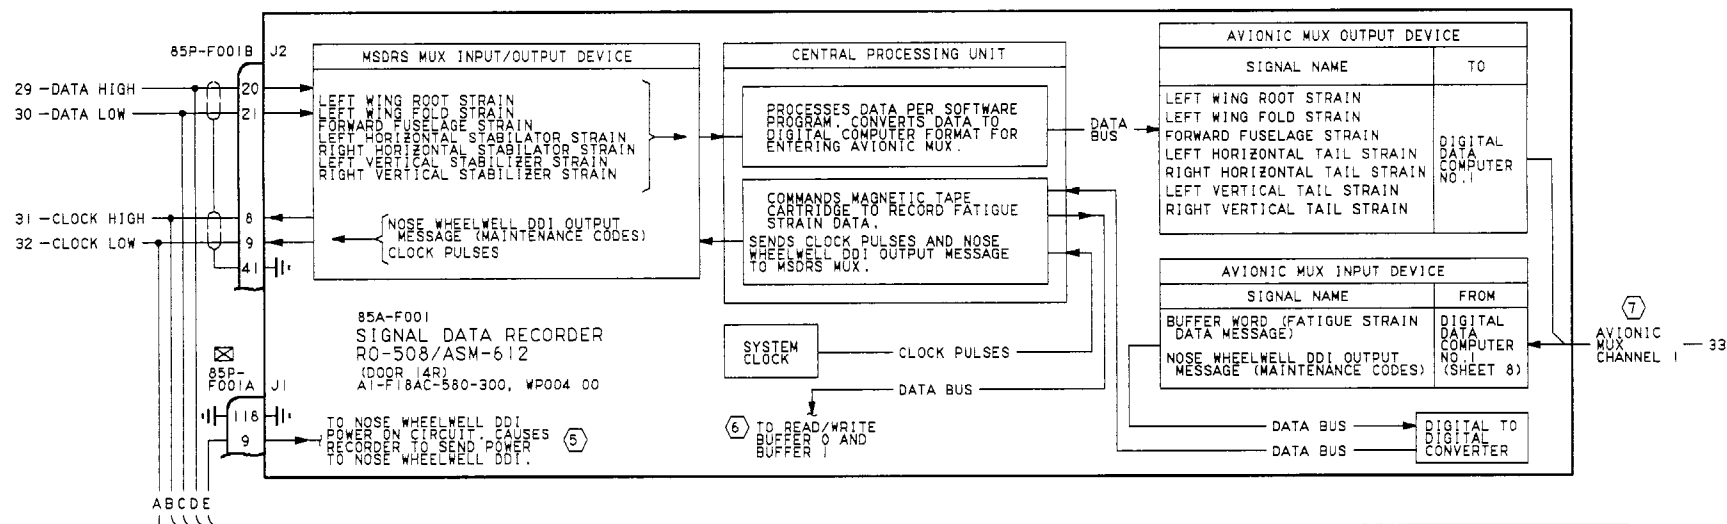 85P-F001B
J2
29 DATA HIGH
30 DATA LOW
31 CLOCK HIGH
32 CLOCK LOW
20
21
8
9
41
MSDRS MUX INPUT/OUTPUT DEVICE
LEFT WING ROOT STRAIN
LEFT WING FOLD STRAIN
FORWARD FUSELAGE STRAIN
LEFT HORIZONTAL STABILATOR STRAIN
RIGHT HORIZONTAL STABILATOR STRAIN
LEFT VERTICAL STABILIZER STRAIN
RIGHT VERTICAL STABILIZER STRAIN
NOSE WHEELWELL DDI OUTPUT
MESSAGE (MAINTENANCE CODES)
CLOCK PULSES
CENTRAL PROCESSING UNIT
PROCESSES DATA PER SOFTWARE
PROGRAM. CONVERTS DATA TO
DIGITAL COMPUTER FORMAT FOR
ENTERING AVIONIC MUX.
COMMANDS MAGNETIC TAPE
CARTRIDGE TO RECORD FATIGUE
STRAIN DATA.
SENDS CLOCK PULSES AND NOSE
WHEELWELL DDI OUTPUT MESSAGE
TO MSDRS MUX.
DATA
BUS
AVIONIC MUX OUTPUT DEVICE
SIGNAL NAME
TO
LEFT WING ROOT STRAIN
LEFT WING FOLD STRAIN
FORWARD FUSELAGE STRAIN
LEFT HORIZONTAL TAIL STRAIN
RIGHT HORIZONTAL TAIL STRAIN
LEFT VERTICAL TAIL STRAIN
RIGHT VERTICAL TAIL STRAIN
DIGITAL
DATA
COMPUTER
NO.1
AVIONIC MUX INPUT DEVICE
SIGNAL NAME
FROM
BUFFER WORD (FATIGUE STRAIN
DATA MESSAGE)
NOSE WHEELWELL DDI OUTPUT
MESSAGE (MAINTENANCE CODES)
DIGITAL
DATA
COMPUTER
NO.1
(SHEET 8)
7
AVIONIC
MUX
CHANNEL 1
33
85A-F001
SIGNAL DATA RECORDER
RO-508/ASM-612
(DOOR 14R)
A1-F18AC-580-300, WP004 00
SYSTEM
CLOCK
CLOCK PULSES
DATA BUS
6
TO READ/WRITE
BUFFER 0 AND
BUFFER 1
DATA BUS
DATA BUS
DIGITAL TO
DIGITAL
CONVERTER
85P-
F001A
J1
118
9
TO NOSE WHEELWELL DDI
POWER ON CIRCUIT. CAUSES
RECORDER TO SEND POWER
TO NOSE WHEELWELL DDI.
5
A B C D E